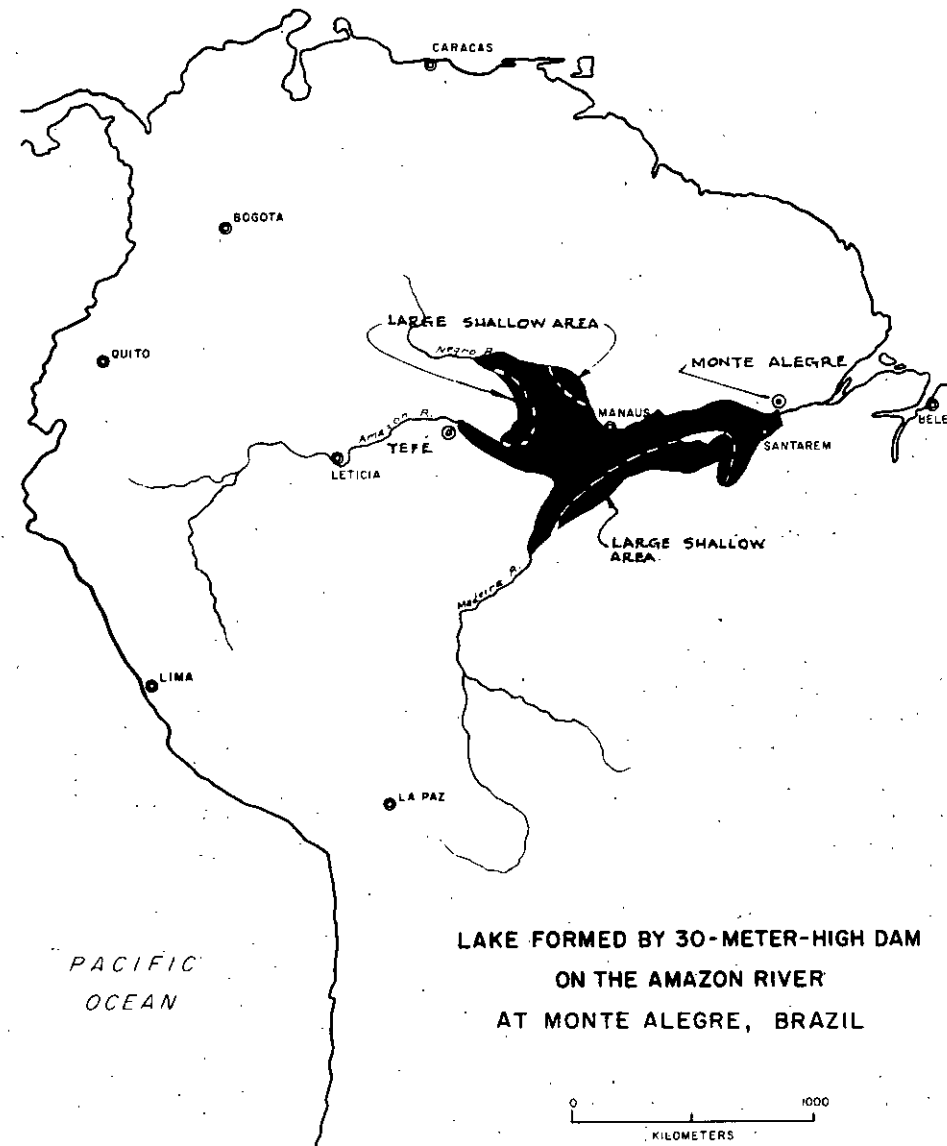 CARACAS
BOGOTA
LARGE SHALLOW AREA
QUITO
Negro R.
MONTE ALEGRE
MANAUS
BELE
Amazon R.
TEFÉ
SANTAREM
LETICIA
LARGE SHALLOW
AREA
Madeira R.
LIMA
LA PAZ
LAKE FORMED BY 30-METER-HIGH DAM
ON THE AMAZON RIVER
AT MONTE ALEGRE, BRAZIL
PACIFIC
OCEAN
0 1000
KILOMETERS